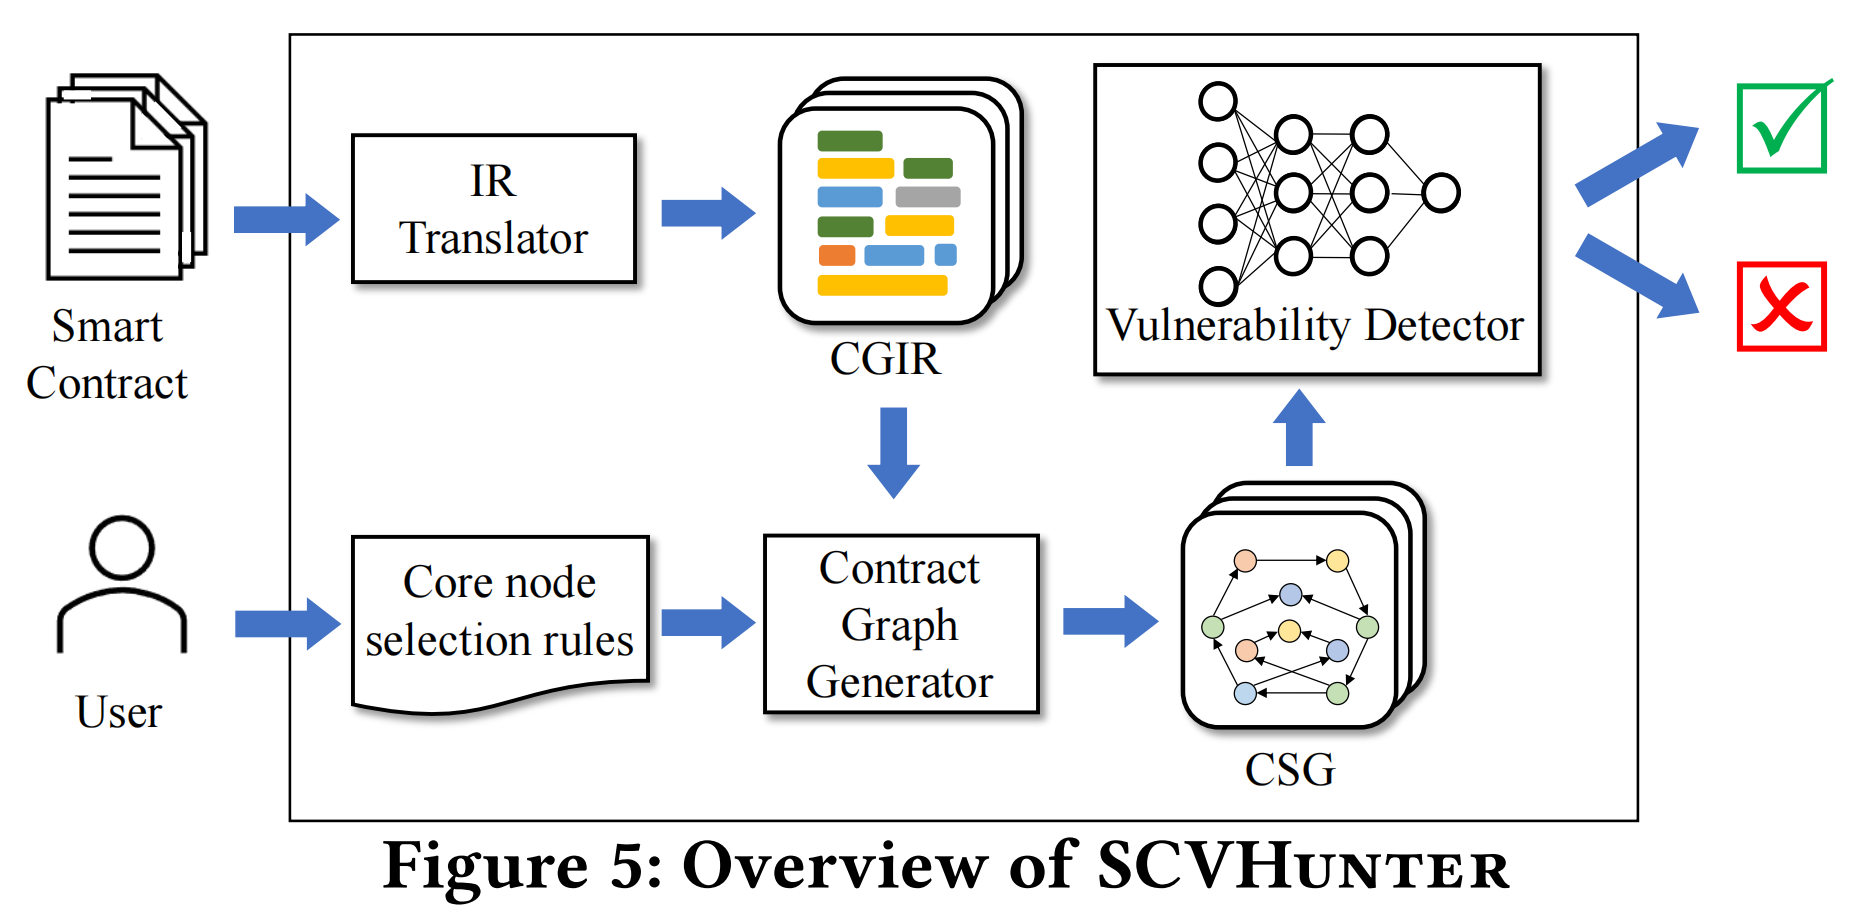 Smart
Contract
IR
Translator
CGIR
Vulnerability Detector
User
Core node
selection rules
Contract
Graph
Generator
CSG
Figure 5: Overview of SCVHUNTER